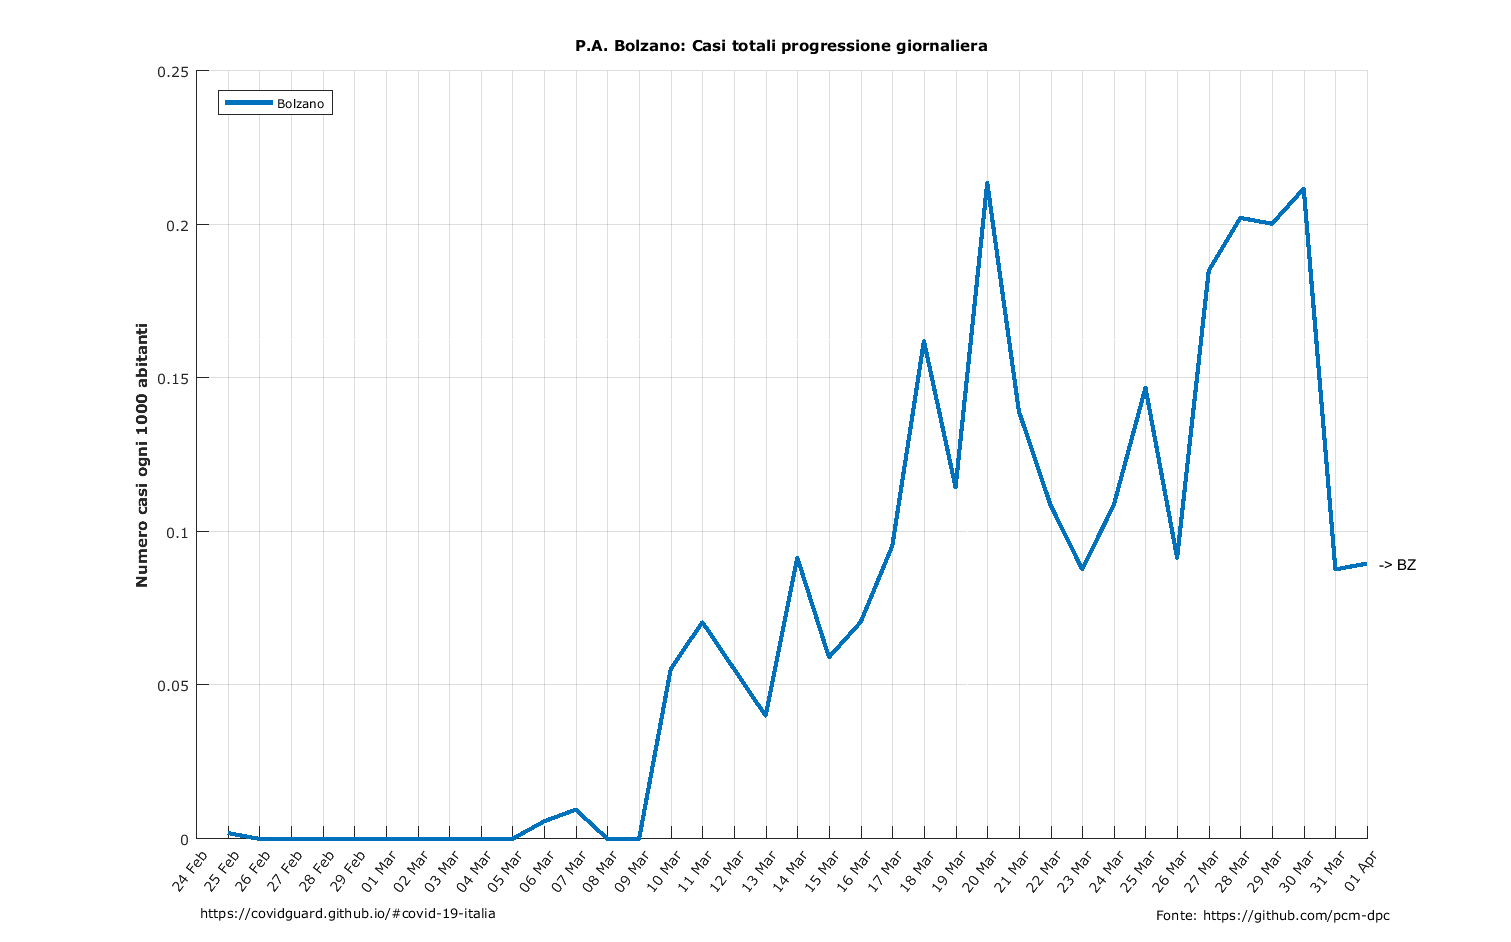 P.A. Bolzano: Casi totali progressione giornaliera
Bolzano
Numero casi ogni 1000 abitanti
0.25
0.2
0.15
0.1
0.05
0
-> BZ
24 Feb
25 Feb
26 Feb
27 Feb
28 Feb
29 Feb
01 Mar
02 Mar
03 Mar
04 Mar
05 Mar
06 Mar
07 Mar
08 Mar
09 Mar
10 Mar
11 Mar
12 Mar
13 Mar
14 Mar
15 Mar
16 Mar
17 Mar
18 Mar
19 Mar
20 Mar
21 Mar
22 Mar
23 Mar
24 Mar
25 Mar
26 Mar
27 Mar
28 Mar
29 Mar
30 Mar
31 Mar
01 Apr
https://covidguard.github.io/#covid-19-italia
Fonte: https://github.com/pcm-dpc